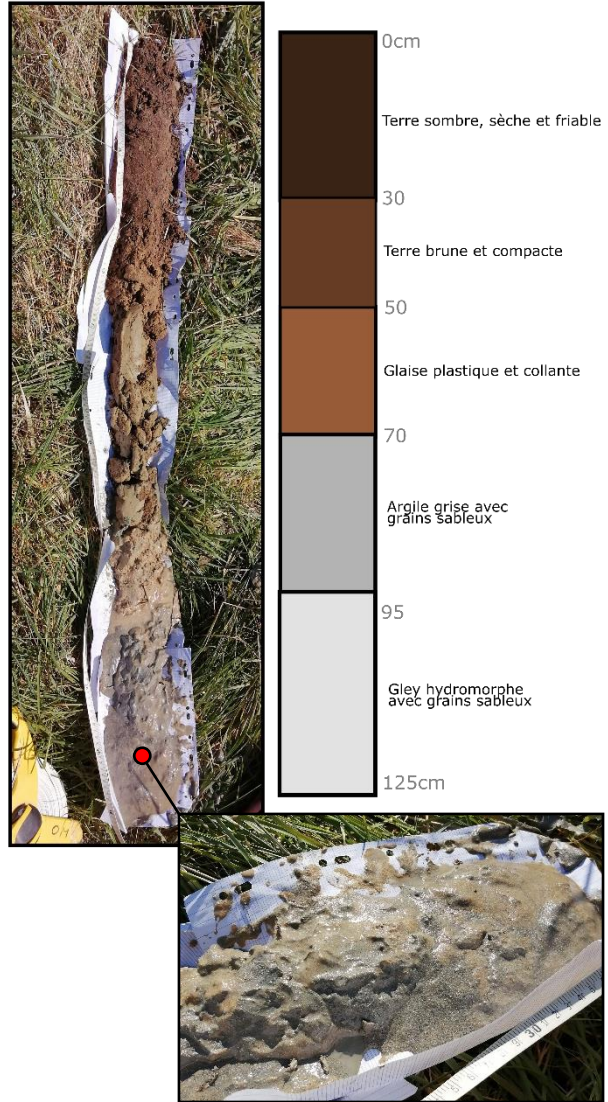 0cm
Terre sombre, sèche et friable
30
Terre brune et compacte
50
Glaise plastique et collante
70
Argile grise avec
grains sableux
95
Gley hydromorphe
avec grains sableux
125cm
30